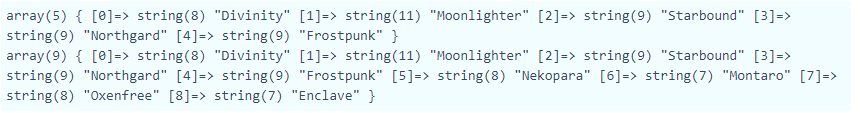 array(5) { [0]=> string(8) "Divinity" [1]=> string(11) "Moonlighter" [2]=> string(9) "Starbound" [3]=>
string(9) "Northgard" [4]=> string(9) "Frostpunk" }
array(9) { [0]=> string(8) "Divinity" [1]=> string(11) "Moonlighter" [2]=> string(9) "Starbound" [3]=>
string(9) "Northgard" [4]=> string(9) "Frostpunk" [5]=> string(8) "Nekopara" [6]=> string(7) "Montaro" [7]=>
string(8) "Oxenfree" [8]=> string(7) "Enclave" }